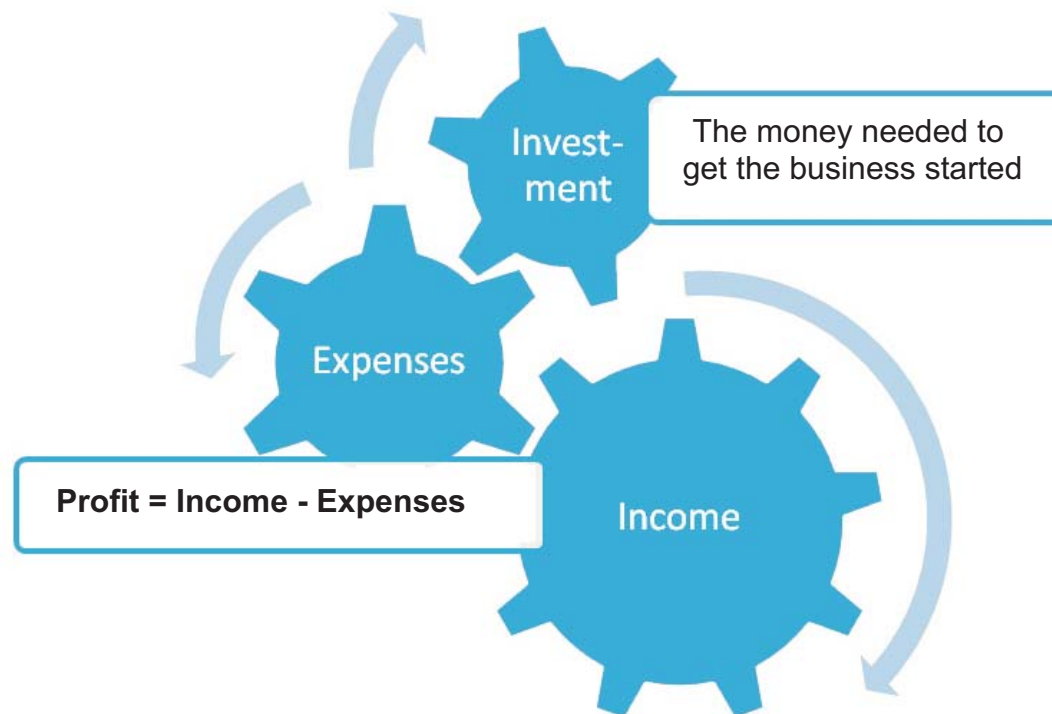 Invest-
ment
The money needed to
get the business started
Expenses
Profit = Income - Expenses
Income